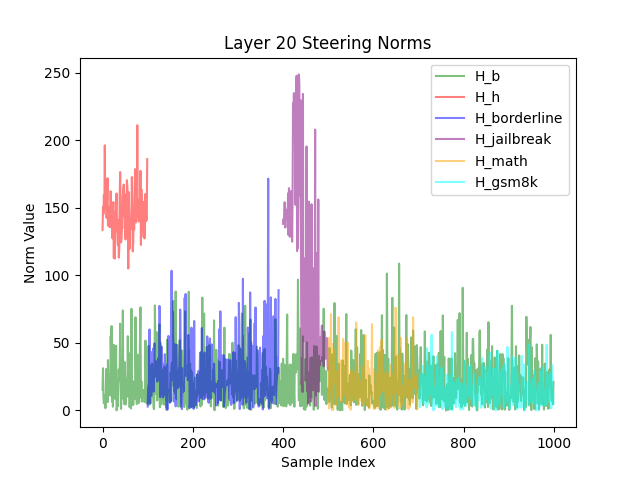 Layer 20 Steering Norms
Norm Value
250
200
150
100
50
0
H_b
H_h
H_borderline
H_jailbreak
H_math
H_gsm8k
0 200 400 600 800 1000
Sample Index